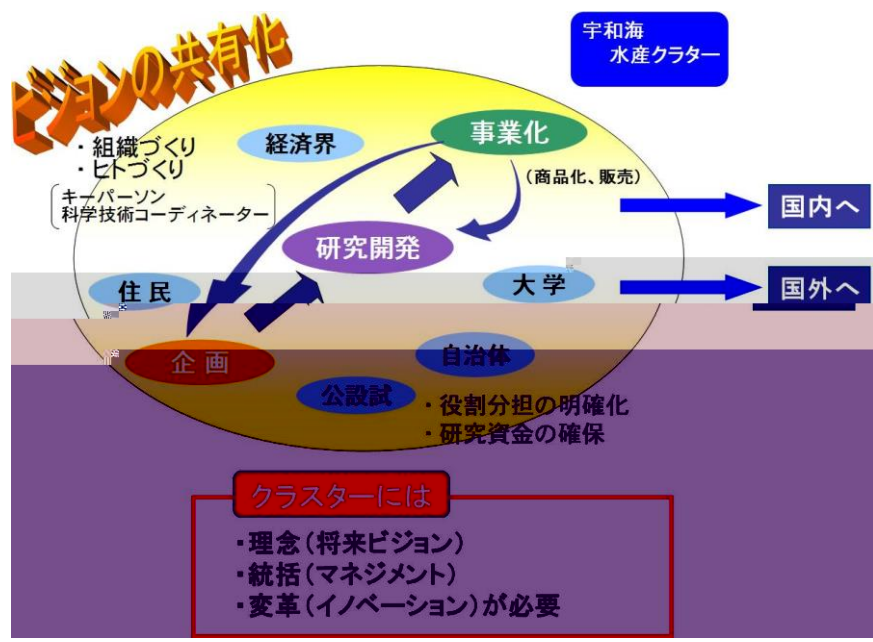 ビジョンの共有化
宇和海
水産クラター
・組織づくり
・ヒトづくり
キーパーソン
科学技術コーディネーター
経済界
事業化
(商品化、販売)
国内へ
研究開発
住民
大学
国外へ
企画
自治体
公設試
・役割分担の明確化
・研究資金の確保
クラスターには
・理念(将来ビジョン)
・統括(マネジメント)
・変革(イノベーション)が必要